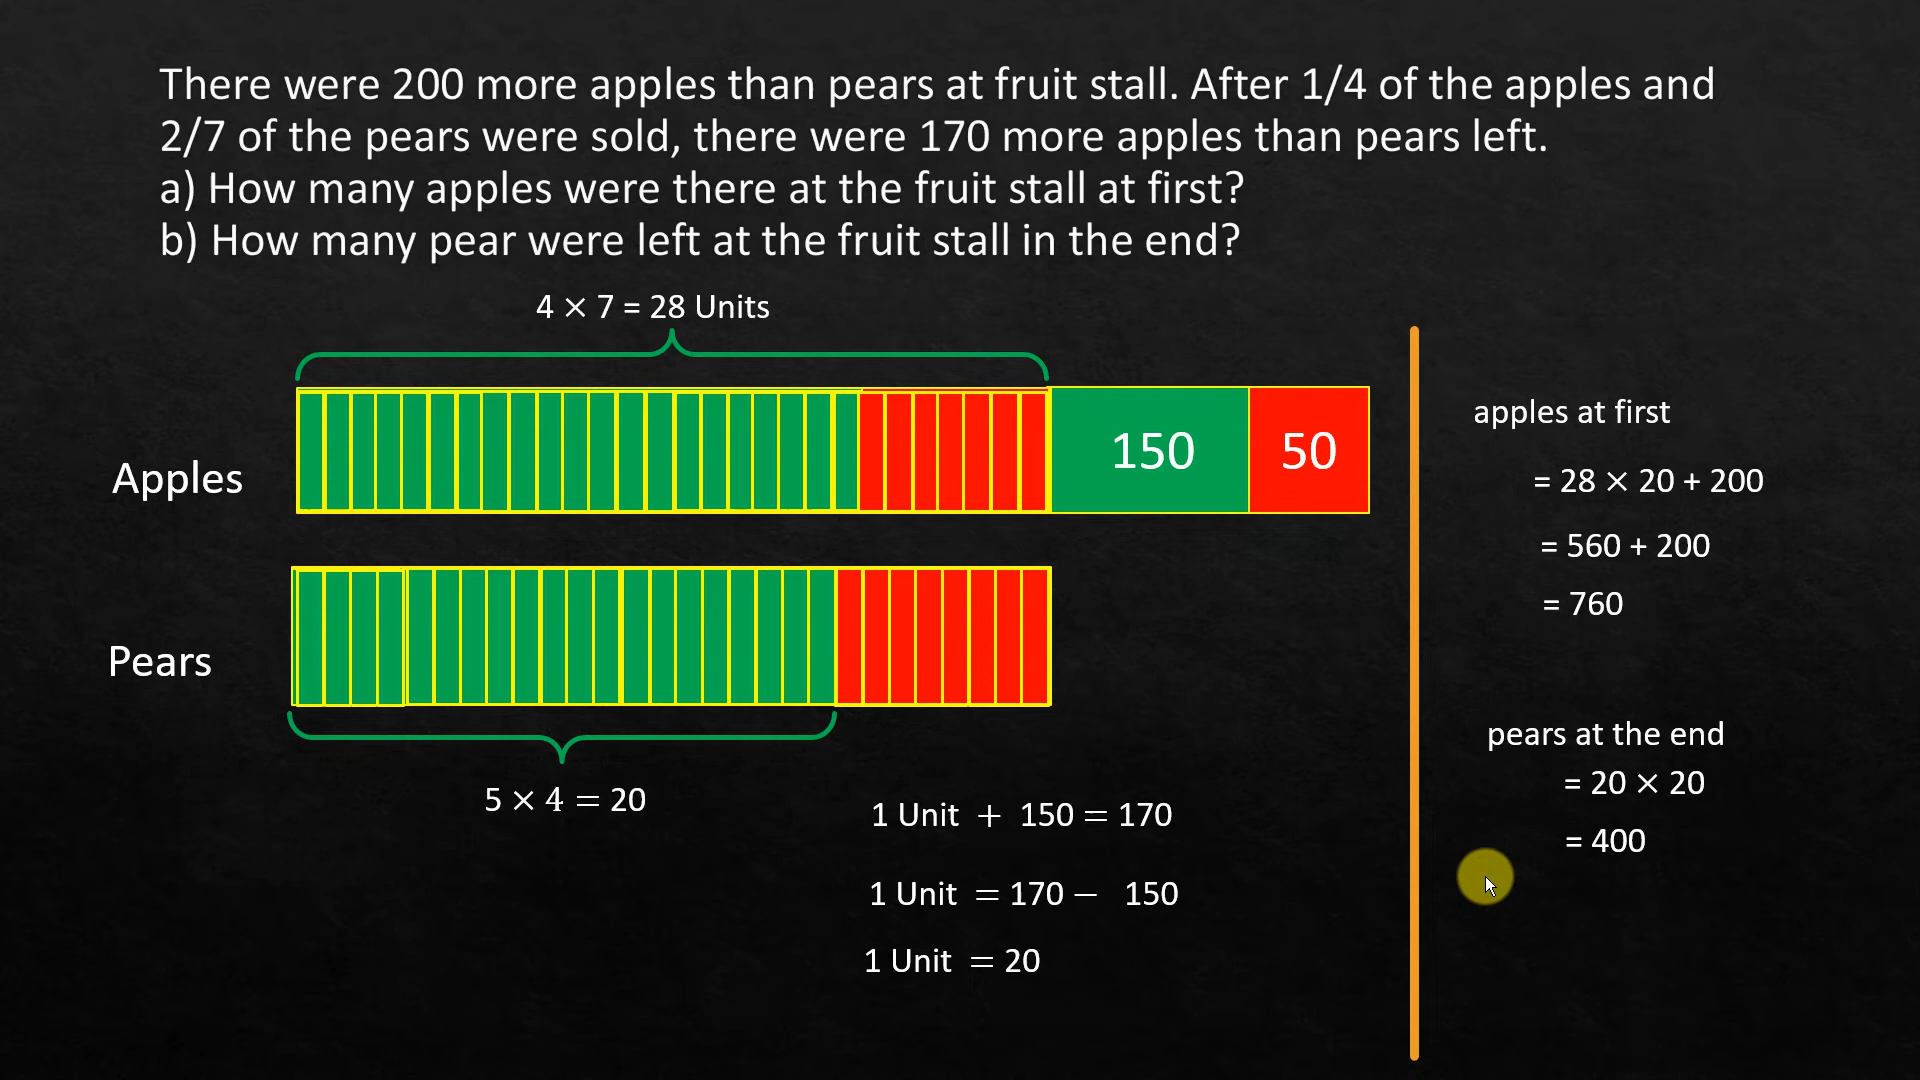 There were 200 more apples than pears at fruit stall. After 1/4 of the apples and
2/7 of the pears were sold, there were 170 more apples than pears left.
a) How many apples were there at the fruit stall at first?
b) How many pear were left at the fruit stall in the end?
4 × 7 = 28 Units
Apples
150
50
Pears
5 × 4 = 20
1 Unit + 150 = 170
1 Unit = 170 − 150
1 Unit = 20
apples at first
= 28 × 20 + 200
= 560 + 200
= 760
pears at the end
= 20 × 20
= 400